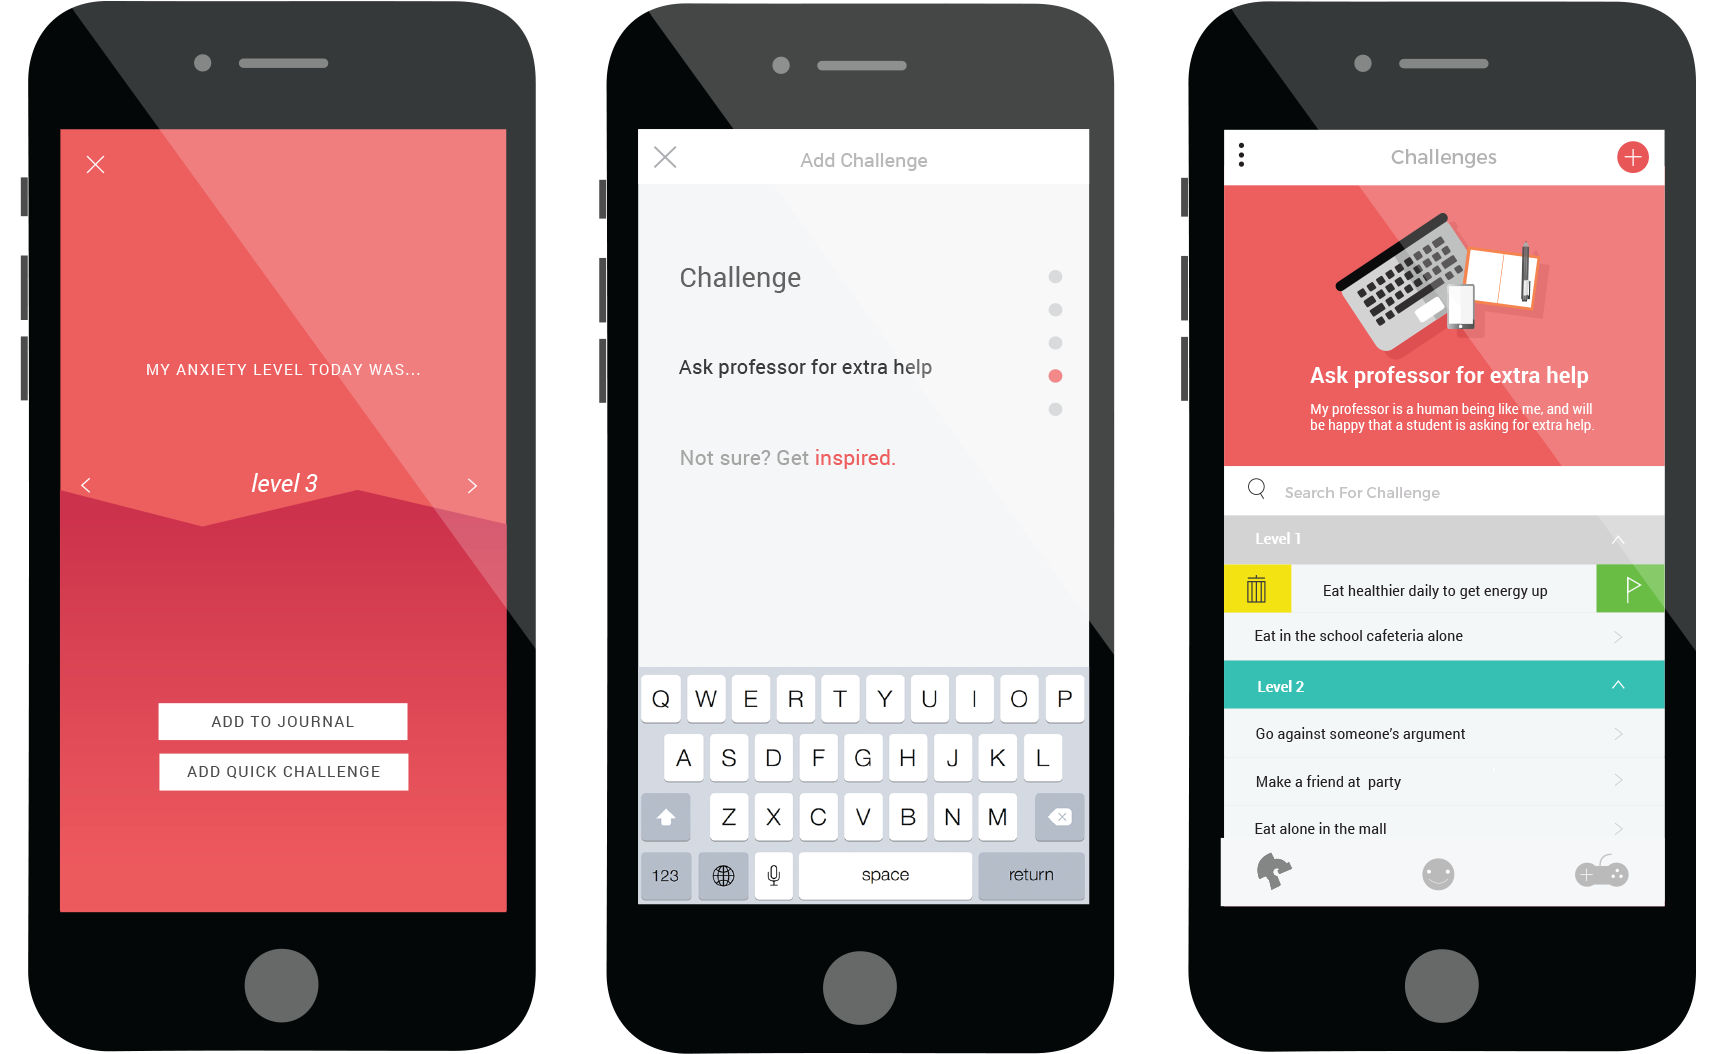 MY ANXIETY LEVEL TODAY WAS...
level 3
ADD TO JOURNAL
ADD QUICK CHALLENGE
Add Challenge
Challenge
Ask professor for extra help
Not sure? Get inspired.
Q W E R T Y U I O P
A S D F G H J K L
Z X C V B N M
123 space return
Challenges
Ask professor for extra help
My professor is a human being like me, and will
be happy that a student is asking for extra help.
Search For Challenge
Level 1
Eat healthier daily to get energy up
Eat in the school cafeteria alone
Level 2
Go against someone’s argument
Make a friend at  party
Eat alone in the mall